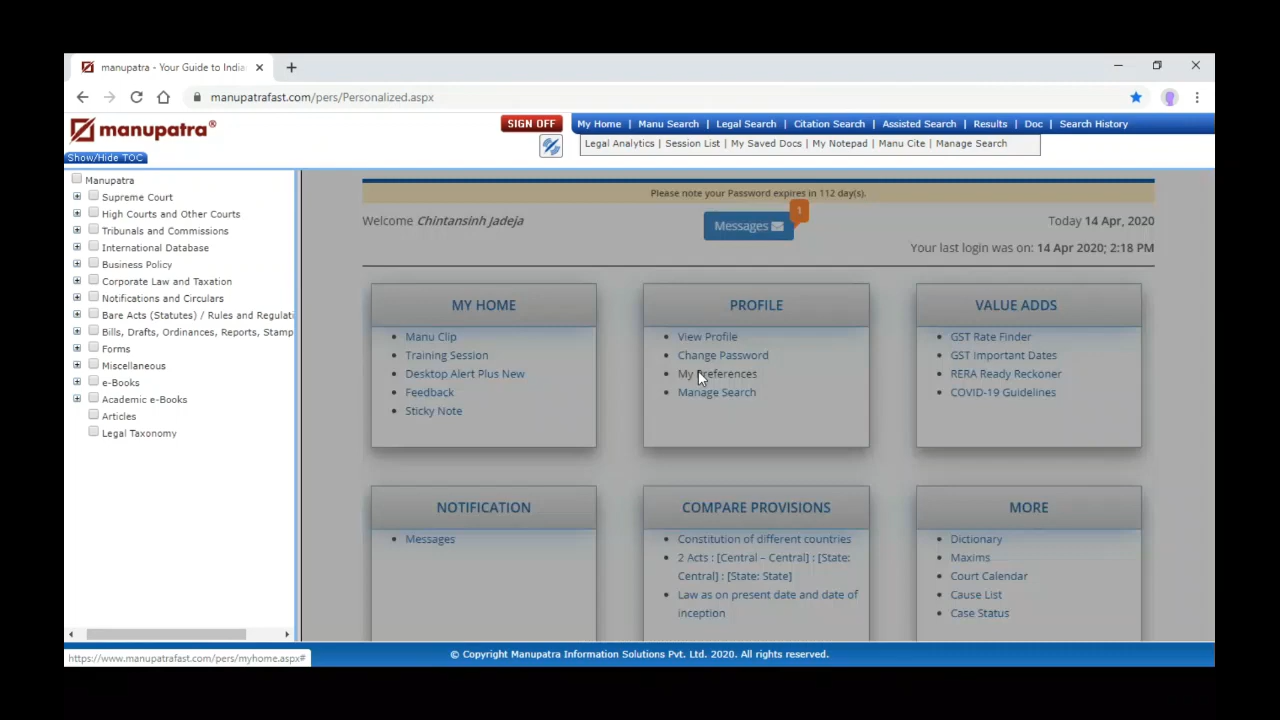 manupatra - Your Guide to India
manupatrafast.com/pers/Personalized.aspx
manupatra®
SIGN OFF
My Home | Manu Search | Legal Search | Citation Search | Assisted Search | Results | Doc | Search History
Legal Analytics | Session List | My Saved Docs | My Notepad | Manu Cite | Manage Search
Show/Hide TOC
Manupatra
Supreme Court
High Courts and Other Courts
Tribunals and Commissions
International Database
Business Policy
Corporate Law and Taxation
Notifications and Circulars
Bare Acts (Statutes) / Rules and Regulati
Bills, Drafts, Ordinances, Reports, Stamp
Forms
Miscellaneous
e-Books
Academic e-Books
Articles
Legal Taxonomy
Please note your Password expires in 112 day(s).
Welcome Chintansinh Jadeja
Messages
1
Today 14 Apr, 2020
Your last login was on: 14 Apr 2020; 2:18 PM
MY HOME
Manu Clip
Training Session
Desktop Alert Plus New
Feedback
Sticky Note
PROFILE
View Profile
Change Password
My Preferences
Manage Search
VALUE ADDS
GST Rate Finder
GST Important Dates
RERA Ready Reckoner
COVID-19 Guidelines
NOTIFICATION
Messages
COMPARE PROVISIONS
Constitution of different countries
2 Acts : [Central – Central] : [State:
Central] : [State: State]
Law as on present date and date of
inception
MORE
Dictionary
Maxims
Court Calendar
Cause List
Case Status
https://www.manupatrafast.com/pers/myhome.aspx#
© Copyright Manupatra Information Solutions Pvt. Ltd. 2020. All rights reserved.